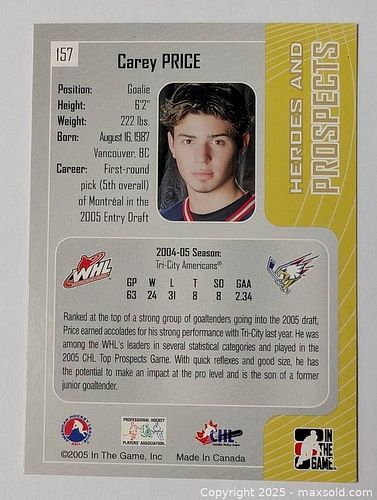 157
Carey PRICE
HEROES AND
PROSPECTS
Position: Goalie
Height: 6'2"
Weight: 222 lbs.
Born: August 16, 1987
Vancouver, BC
Career: First-round
pick (5th overall)
of Montréal in the
2005 Entry Draft
WHL
2004-05 Season:
Tri-City Americans®
GP W L T SO GAA
63 24 31 8 8 2.34
Ranked at the top of a strong group of goaltenders going into the 2005 draft,
Price earned accolades for his strong performance with Tri-City last year. He was
among the WHL's leaders in several statistical categories and played in the
2005 CHL Top Prospects Game. With quick reflexes and good size, he has
the potential to make an impact at the pro level and is the son of a former
junior goaltender.
PROFESSIONAL HOCKEY
PLAYERS' ASSOCIATION
CHL
Canadian Hockey League
IN
THE
GAME
©2005 In The Game, Inc
Made In Canada
Copyright 2025 - maxsold.com